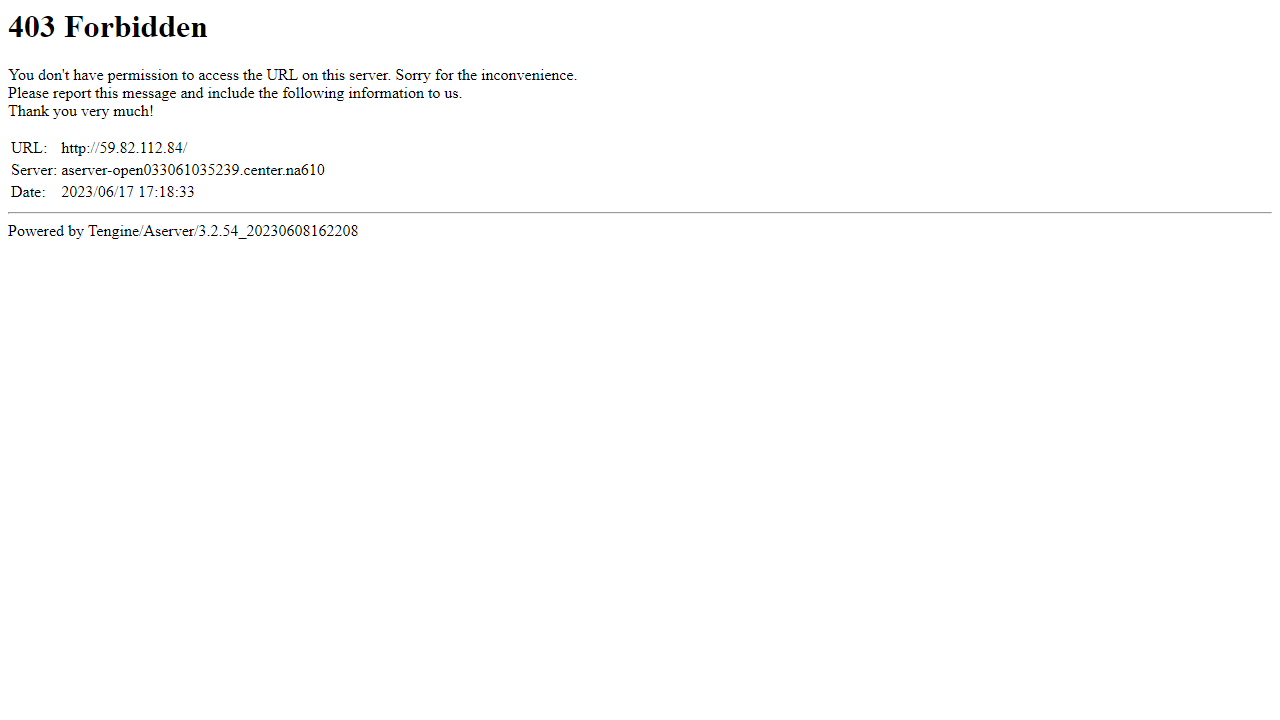 403 Forbidden
You don't have permission to access the URL on this server. Sorry for the inconvenience.
Please report this message and include the following information to us.
Thank you very much!
URL: http://59.82.112.84/
Server: aserver-open033061035239.center.na610
Date: 2023/06/17 17:18:33
Powered by Tengine/Aserver/3.2.54_20230608162208